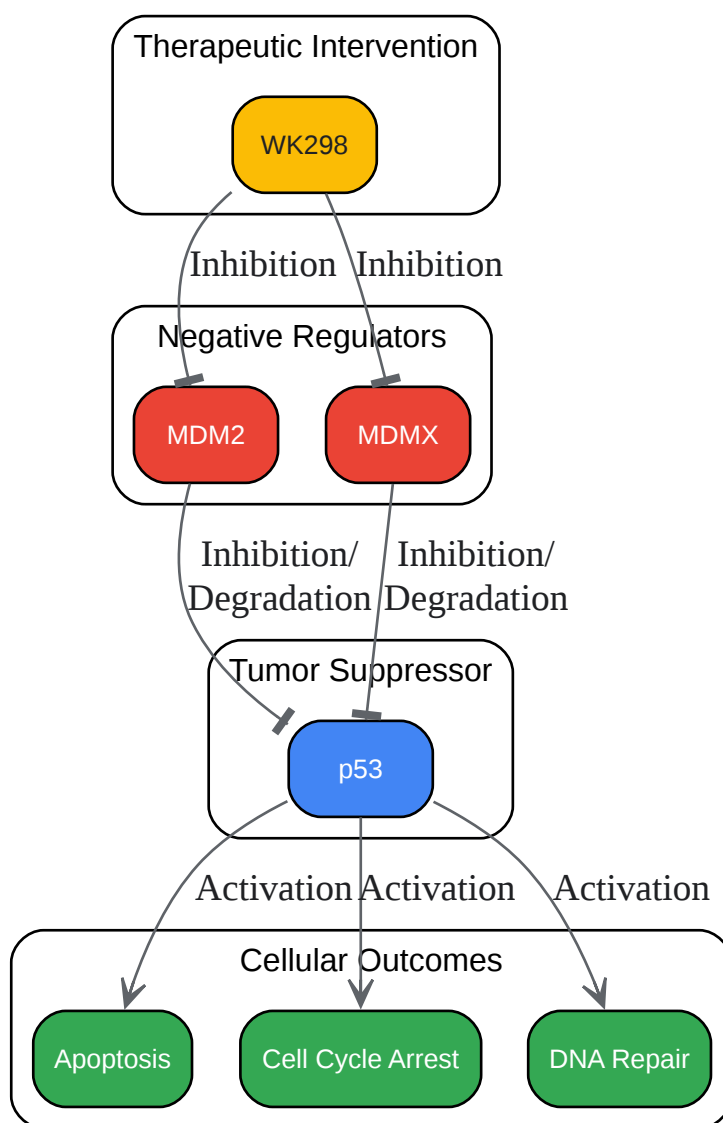 Therapeutic Intervention
WK298
Inhibition
Inhibition
Negative Regulators
MDM2
MDMX
Inhibition/
Degradation
Inhibition/
Degradation
Tumor Suppressor
p53
Activation
Activation
Activation
Cellular Outcomes
Apoptosis
Cell Cycle Arrest
DNA Repair